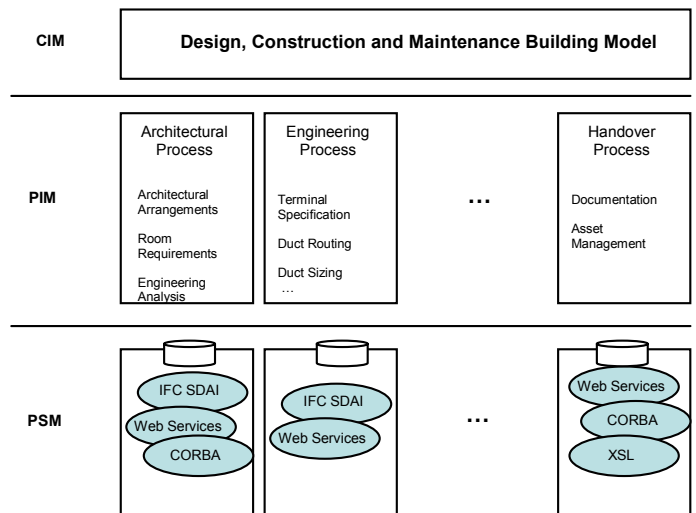 CIM
Design, Construction and Maintenance Building Model
PIM
Architectural
Process
Architectural
Arrangements
Room
Requirements
Engineering
Analysis
Engineering
Process
Terminal
Specification
Duct Routing
Duct Sizing
...
...
Handover
Process
Documentation
Asset
Management
PSM
IFC SDAI
Web Services
CORBA
IFC SDAI
Web Services
...
Web Services
CORBA
XSL